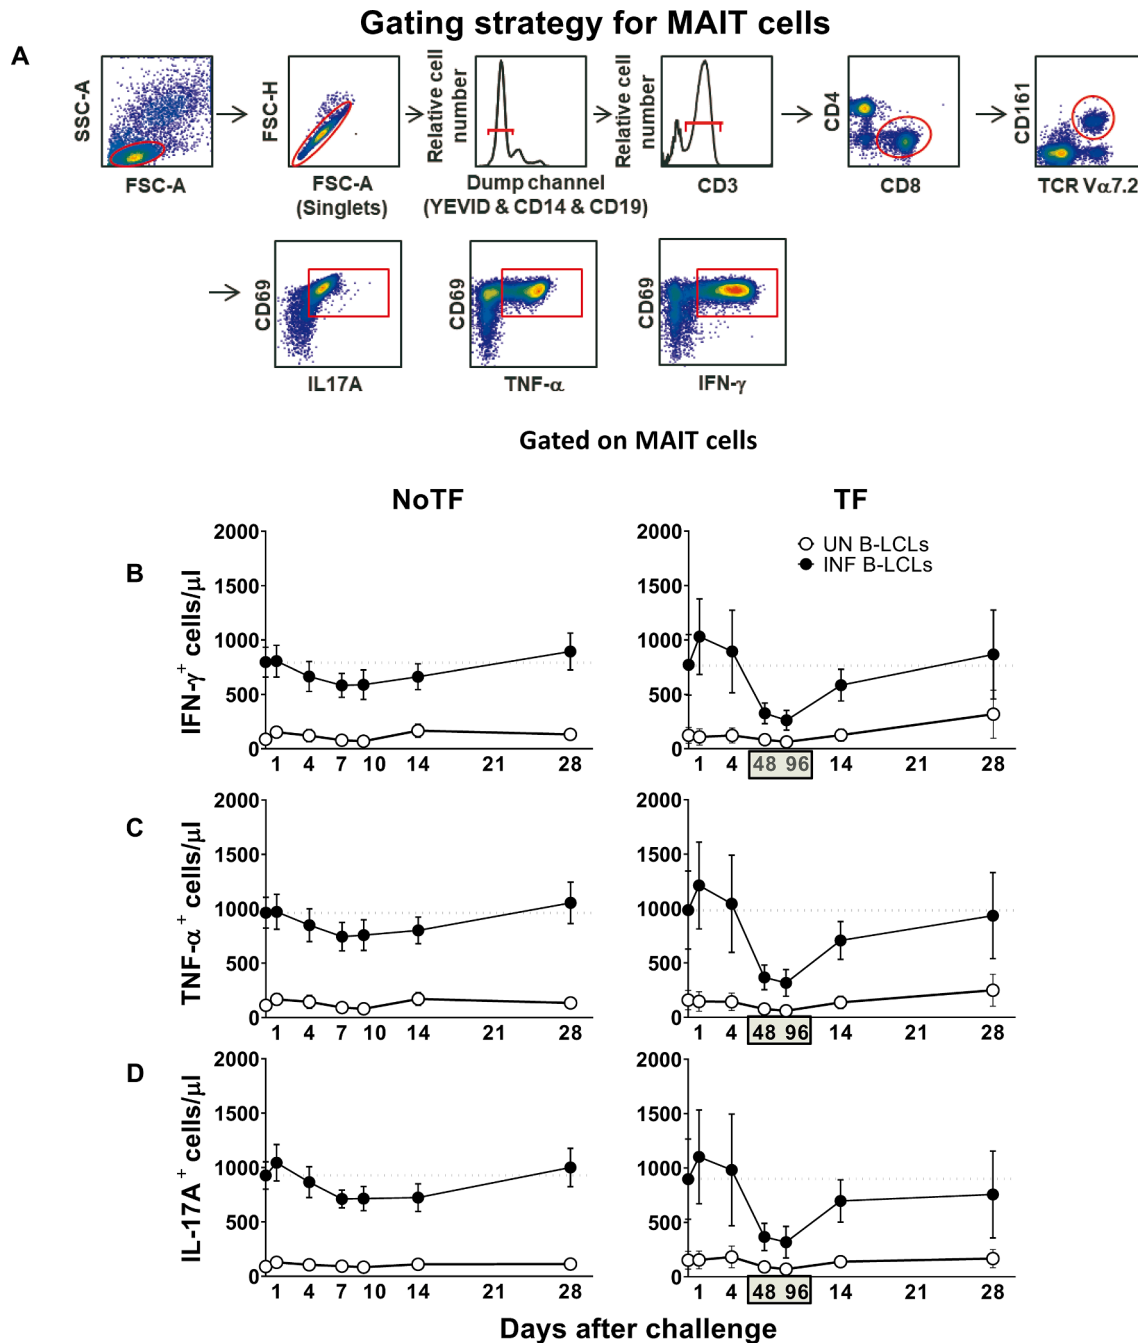 Gating strategy for MAIT cells
A
SSC-A
FSC-A
FSC-H
FSC-A
(Singlets)
Relative cell
number
Dump channel
(YEVID & CD14 & CD19)
Relative cell
number
CD3
CD4
CD8
CD161
TCR Vα7.2
CD69
IL17A
CD69
TNF-α
CD69
IFN-γ
Gated on MAIT cells
NoTF
TF
B
IFN-γ+ cells/µl
2000
1500
1000
500
0
1 4 7 10 14 21 28
2000
1500
1000
500
0
UN B-LCLs
INF B-LCLs
1 4 48 96 14 21 28
C
TNF-α+ cells/µl
2000
1500
1000
500
0
1 4 7 10 14 21 28
2000
1500
1000
500
0
1 4 48 96 14 21 28
D
IL-17A+ cells/µl
2000
1500
1000
500
0
1 4 7 10 14 21 28
2000
1500
1000
500
0
1 4 48 96 14 21 28
Days after challenge